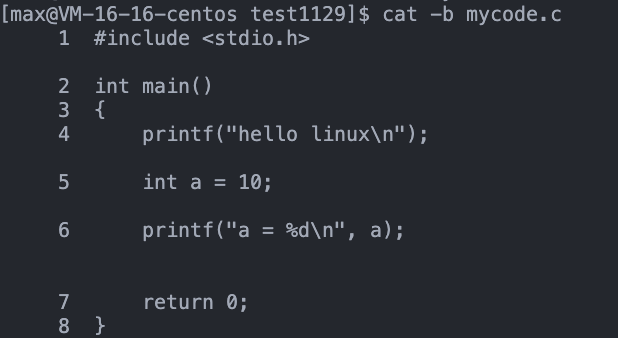 [max@VM-16-16-centos test1129]$ cat -b mycode.c
     1  #include <stdio.h>

     2  int main()
     3  {
     4      printf("hello linux\n");

     5      int a = 10;

     6      printf("a = %d\n", a);


     7      return 0;
     8  }